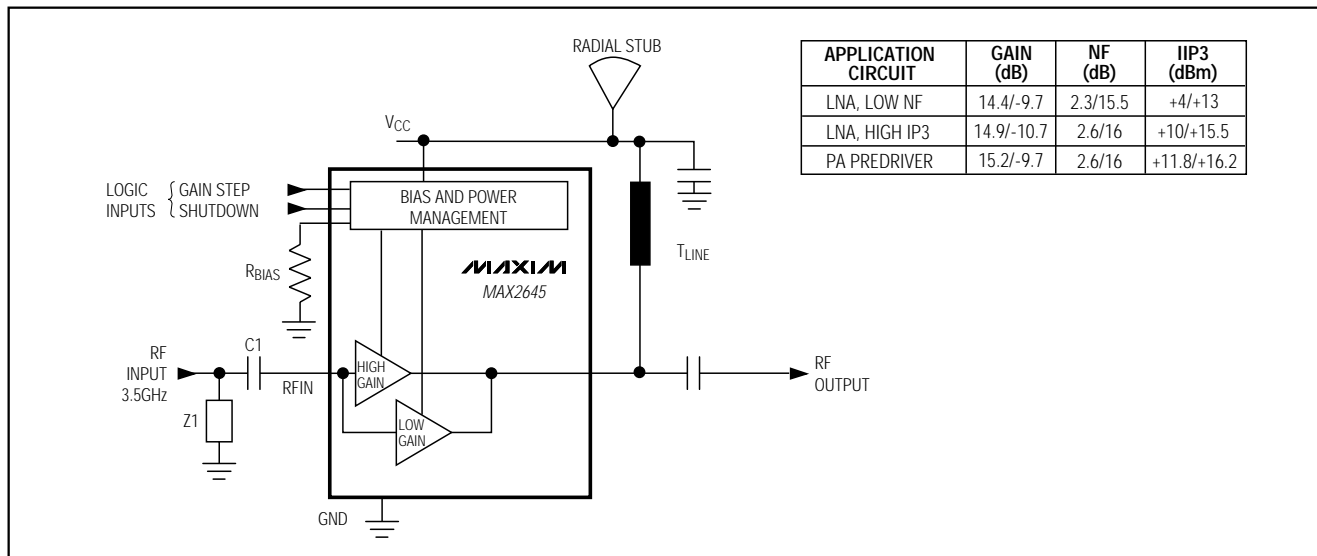 RADIAL STUB
VCC
LOGIC INPUTS
GAIN STEP
SHUTDOWN
BIAS AND POWER
MANAGEMENT
RBIAS
TLINE
MAXIM
MAX2645
RF
INPUT
3.5GHz
C1
RFIN
Z1
HIGH
GAIN
LOW
GAIN
RF
OUTPUT
GND
APPLICATION CIRCUIT GAIN (dB) NF (dB) IIP3 (dBm)
LNA, LOW NF 14.4/-9.7 2.3/15.5 +4/+13
LNA, HIGH IP3 14.9/-10.7 2.6/16 +10/+15.5
PA PREDRIVER 15.2/-9.7 2.6/16 +11.8/+16.2